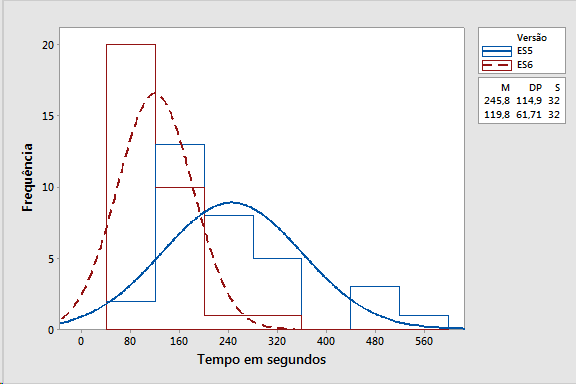 Versão
ES5
ES6
M DP S
245,8 114,9 32
119,8 61,71 32
Frequência
20
15
10
5
0
0 80 160 240 320 400 480 560
Tempo em segundos